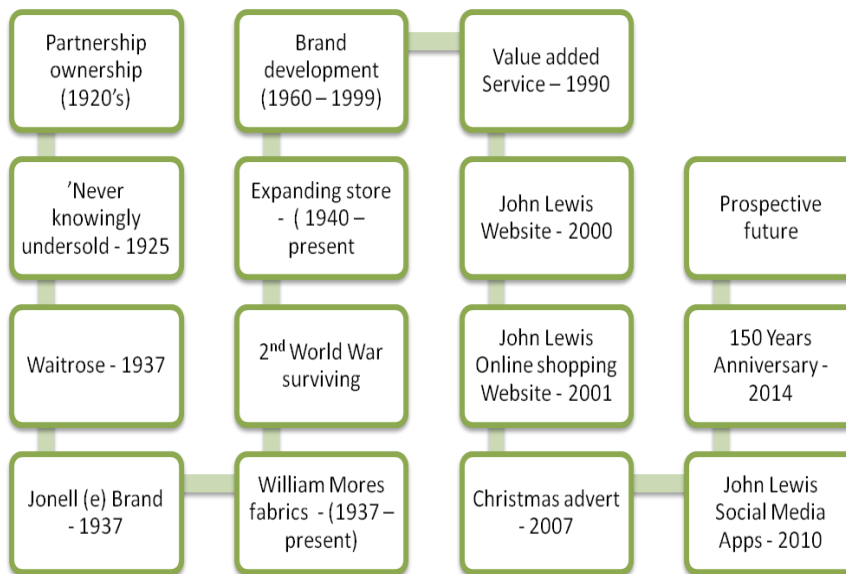 Partnership
ownership
(1920's)
'Never
knowingly
undersold - 1925
Waitrose - 1937
Jonell (e) Brand
- 1937
William Mores
fabrics - (1937 –
present)
2nd World War
surviving
Expanding store
- ( 1940 –
present
Brand
development
(1960 – 1999)
Value added
Service – 1990
John Lewis
Website - 2000
John Lewis
Online shopping
Website - 2001
Christmas advert
- 2007
John Lewis
Social Media
Apps - 2010
150 Years
Anniversary -
2014
Prospective
future